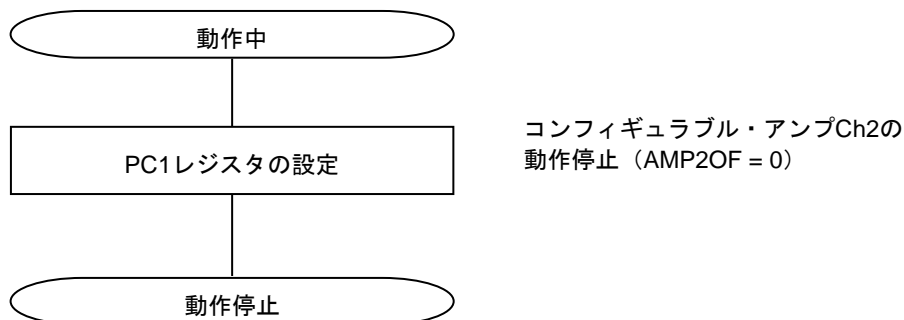 動作中
PC1レジスタの設定
コンフィギュラブル・アンプCh2の
動作停止（AMP2OF = 0）
動作停止